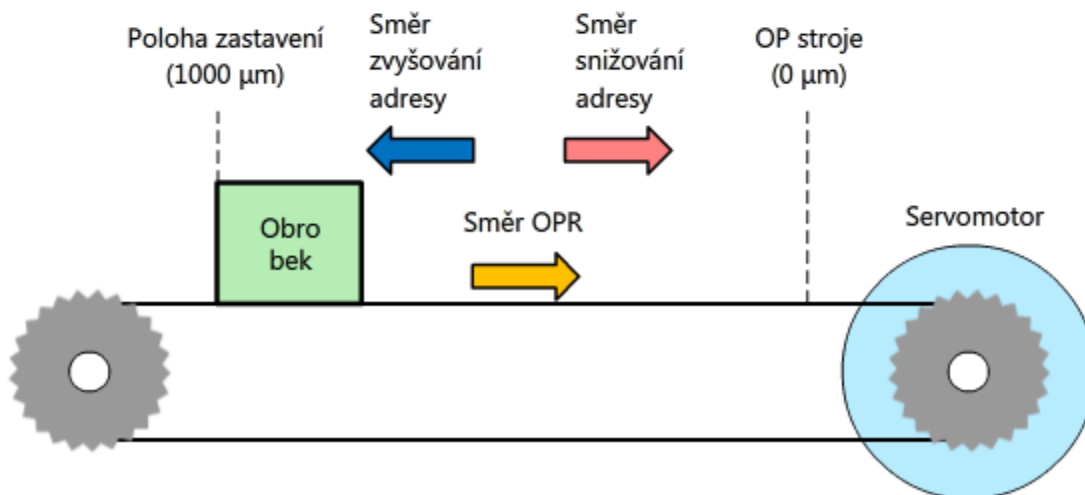 Poloha zastavení
(1000 µm)
Směr
zvyšování
adresy
Směr
snižování
adresy
OP stroje
(0 µm)
Obro
bek
Směr OPR
Servomotor